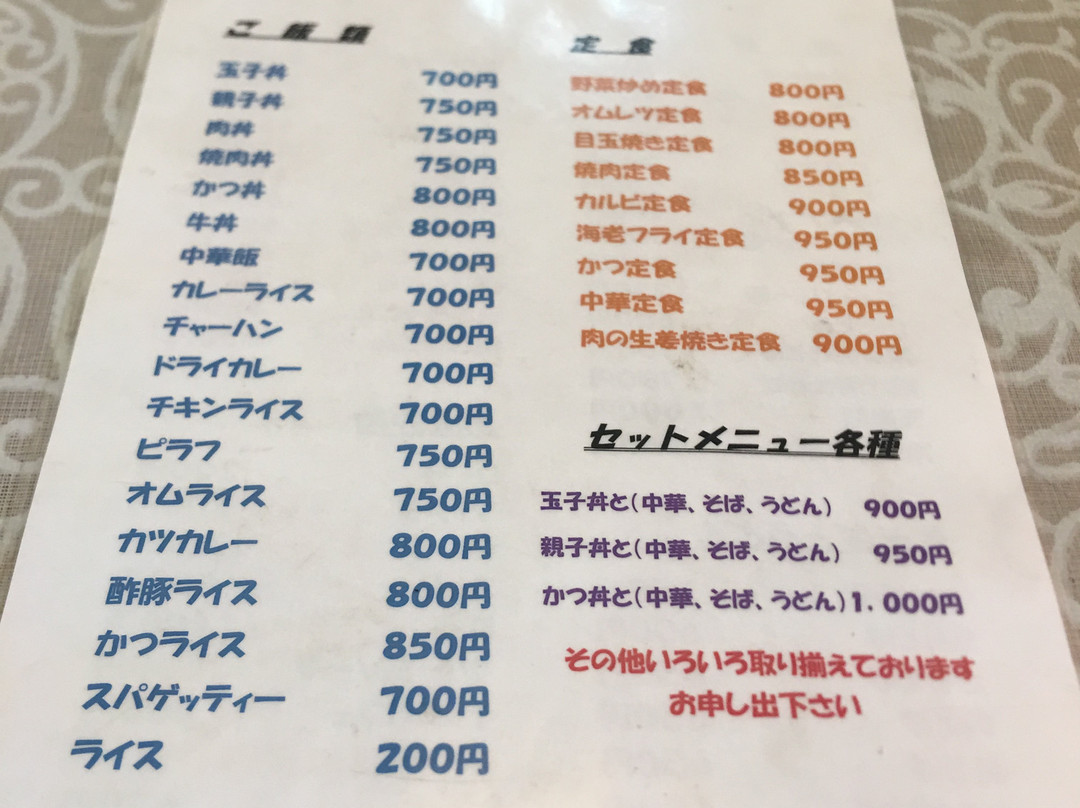 ご飯類
玉子丼 700円
親子丼 750円
肉丼 750円
焼肉丼 750円
かつ丼 800円
牛丼 800円
中華飯 700円
カレーライス 700円
チャーハン 700円
ドライカレー 700円
チキンライス 700円
ピラフ 750円
オムライス 750円
カツカレー 800円
酢豚ライス 800円
かつライス 850円
スパゲッティー 700円
ライス 200円
定食
野菜炒め定食 800円
オムレツ定食 800円
目玉焼き定食 800円
焼肉定食 850円
カルビ定食 900円
海老フライ定食 950円
かつ定食 950円
中華定食 950円
肉の生姜焼き定食 900円
セットメニュー各種
玉子丼と(中華、そば、うどん) 900円
親子丼と(中華、そば、うどん) 950円
かつ丼と(中華、そば、うどん)1.000円
その他いろいろ取り揃えております
お申し出下さい